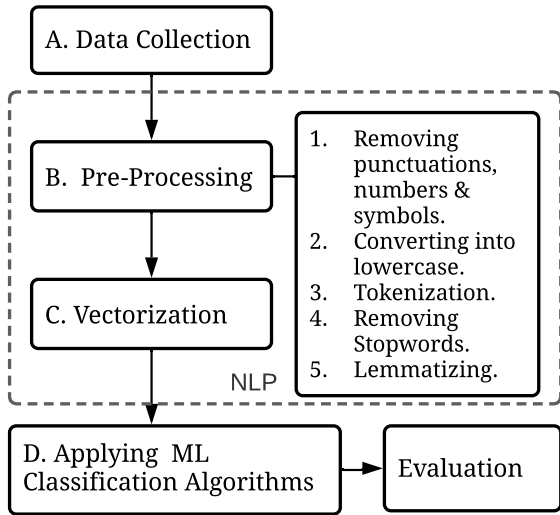 A. Data Collection
B. Pre-Processing
1. Removing
punctuations,
numbers &
symbols.
2. Converting into
lowercase.
3. Tokenization.
4. Removing
Stopwords.
5. Lemmatizing.
C. Vectorization
NLP
D. Applying ML
Classification Algorithms
Evaluation